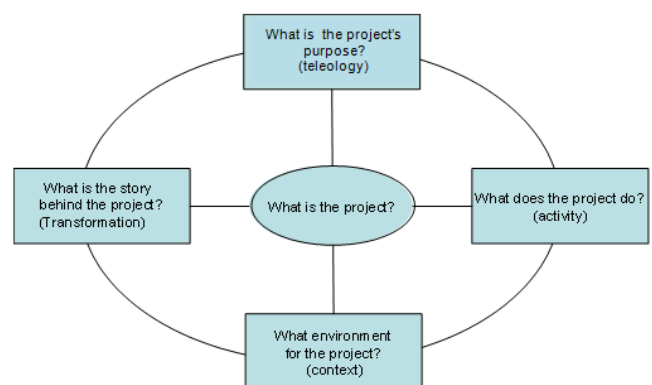 What is the project's
purpose?
(teleology)
What is the story
behind the project?
(Transformation)
What is the project?
What does the project do?
(activity)
What environment
for the project?
(context)